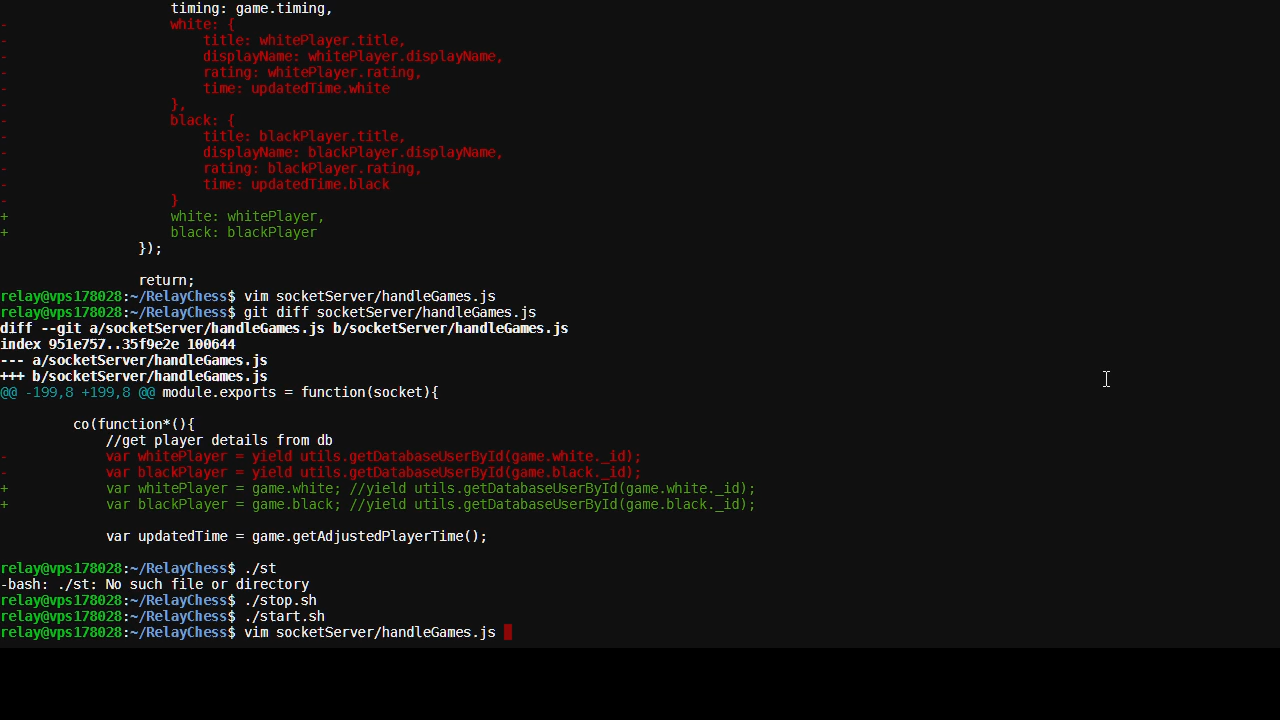 timing: game.timing,
- white: {
- title: whitePlayer.title,
- displayName: whitePlayer.displayName,
- rating: whitePlayer.rating,
- time: updatedTime.white
- },
- black: {
- title: blackPlayer.title,
- displayName: blackPlayer.displayName,
- rating: blackPlayer.rating,
- time: updatedTime.black
- }
+ white: whitePlayer,
+ black: blackPlayer
});
return;
relay@vps178028:~/RelayChess$ vim socketServer/handleGames.js
relay@vps178028:~/RelayChess$ git diff socketServer/handleGames.js
diff --git a/socketServer/handleGames.js b/socketServer/handleGames.js
index 951e757..35f9e2e 100644
--- a/socketServer/handleGames.js
+++ b/socketServer/handleGames.js
@@ -199,8 +199,8 @@ module.exports = function(socket){
co(function*(){
//get player details from db
- var whitePlayer = yield utils.getDatabaseUserById(game.white._id);
- var blackPlayer = yield utils.getDatabaseUserById(game.black._id);
+ var whitePlayer = game.white; //yield utils.getDatabaseUserById(game.white._id);
+ var blackPlayer = game.black; //yield utils.getDatabaseUserById(game.black._id);
var updatedTime = game.getAdjustedPlayerTime();
relay@vps178028:~/RelayChess$ ./st
-bash: ./st: No such file or directory
relay@vps178028:~/RelayChess$ ./stop.sh
relay@vps178028:~/RelayChess$ ./start.sh
relay@vps178028:~/RelayChess$ vim socketServer/handleGames.js